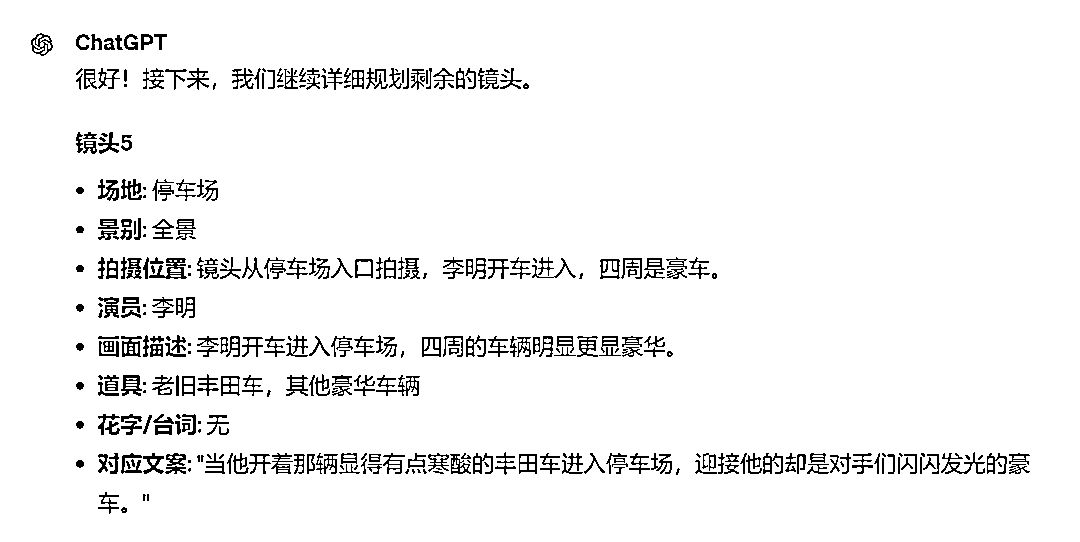 ChatGPT
很好！接下来，我们继续详细规划剩余的镜头。
镜头5
• 场地: 停车场
• 景别: 全景
• 拍摄位置: 镜头从停车场入口拍摄，李明开车进入，四周是豪车。
• 演员: 李明
• 画面描述: 李明开车进入停车场，四周的车辆明显更显豪华。
• 道具: 老旧丰田车，其他豪华车辆
• 花字/台词: 无
• 对应文案: "当他开着那辆显得有点寒酸的丰田车进入停车场，迎接他的却是对手们闪闪发光的豪
车。"